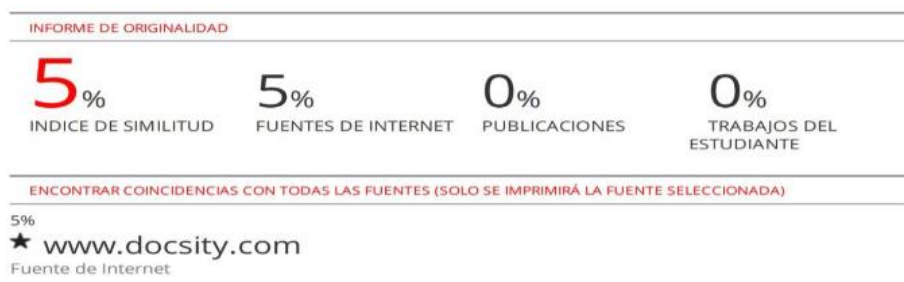 INFORME DE ORIGINALIDAD
5% 5% 0% 0%
INDICE DE SIMILITUD FUENTES DE INTERNET PUBLICACIONES TRABAJOS DEL
ESTUDIANTE
ENCONTRAR COINCIDENCIAS CON TODAS LAS FUENTES (SOLO SE IMPRIMIRÁ LA FUENTE SELECCIONADA)
5%
★ www.docsity.com
Fuente de Internet